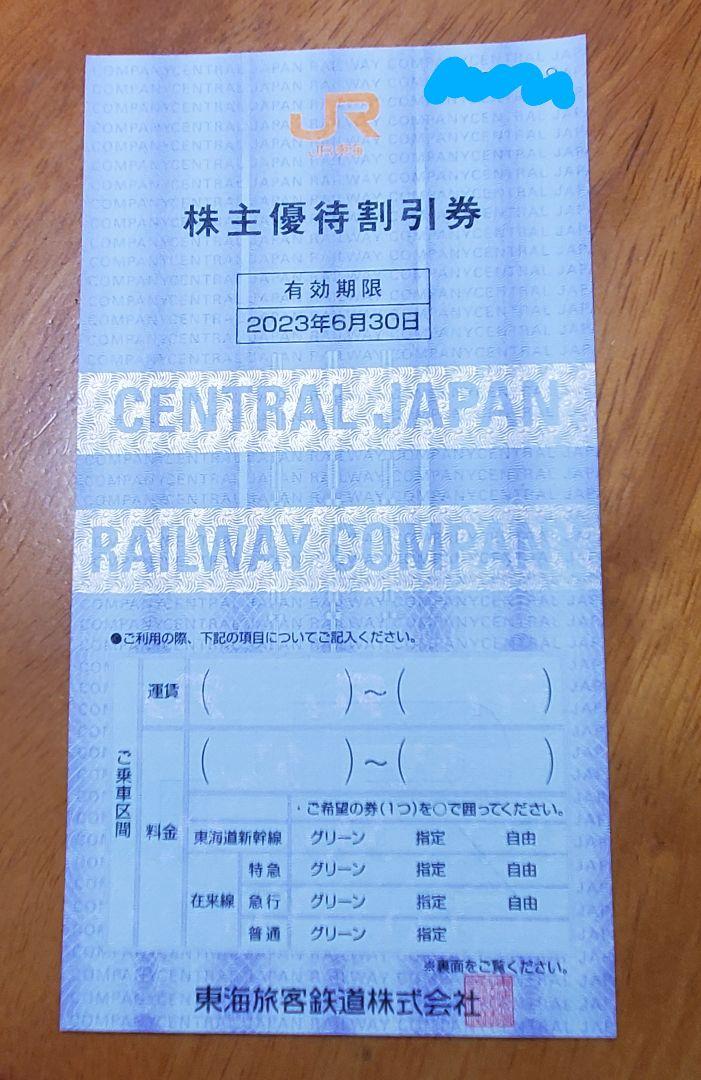 JR
JR東海
株主優待割引券
有効期限
2023年6月30日
CENTRAL JAPAN
RAILWAY COMPANY
●ご利用の際、下記の項目についてご記入ください。
ご乗車区間
運賃 ( ) ～ ( )
料金 ( ) ～ ( )
・ご希望の券(1つ)を○で囲ってください。
東海道新幹線 グリーン 指定 自由
在来線
特急 グリーン 指定 自由
急行 グリーン 指定 自由
普通 グリーン 指定
※裏面をご覧ください。
東海旅客鉄道株式会社